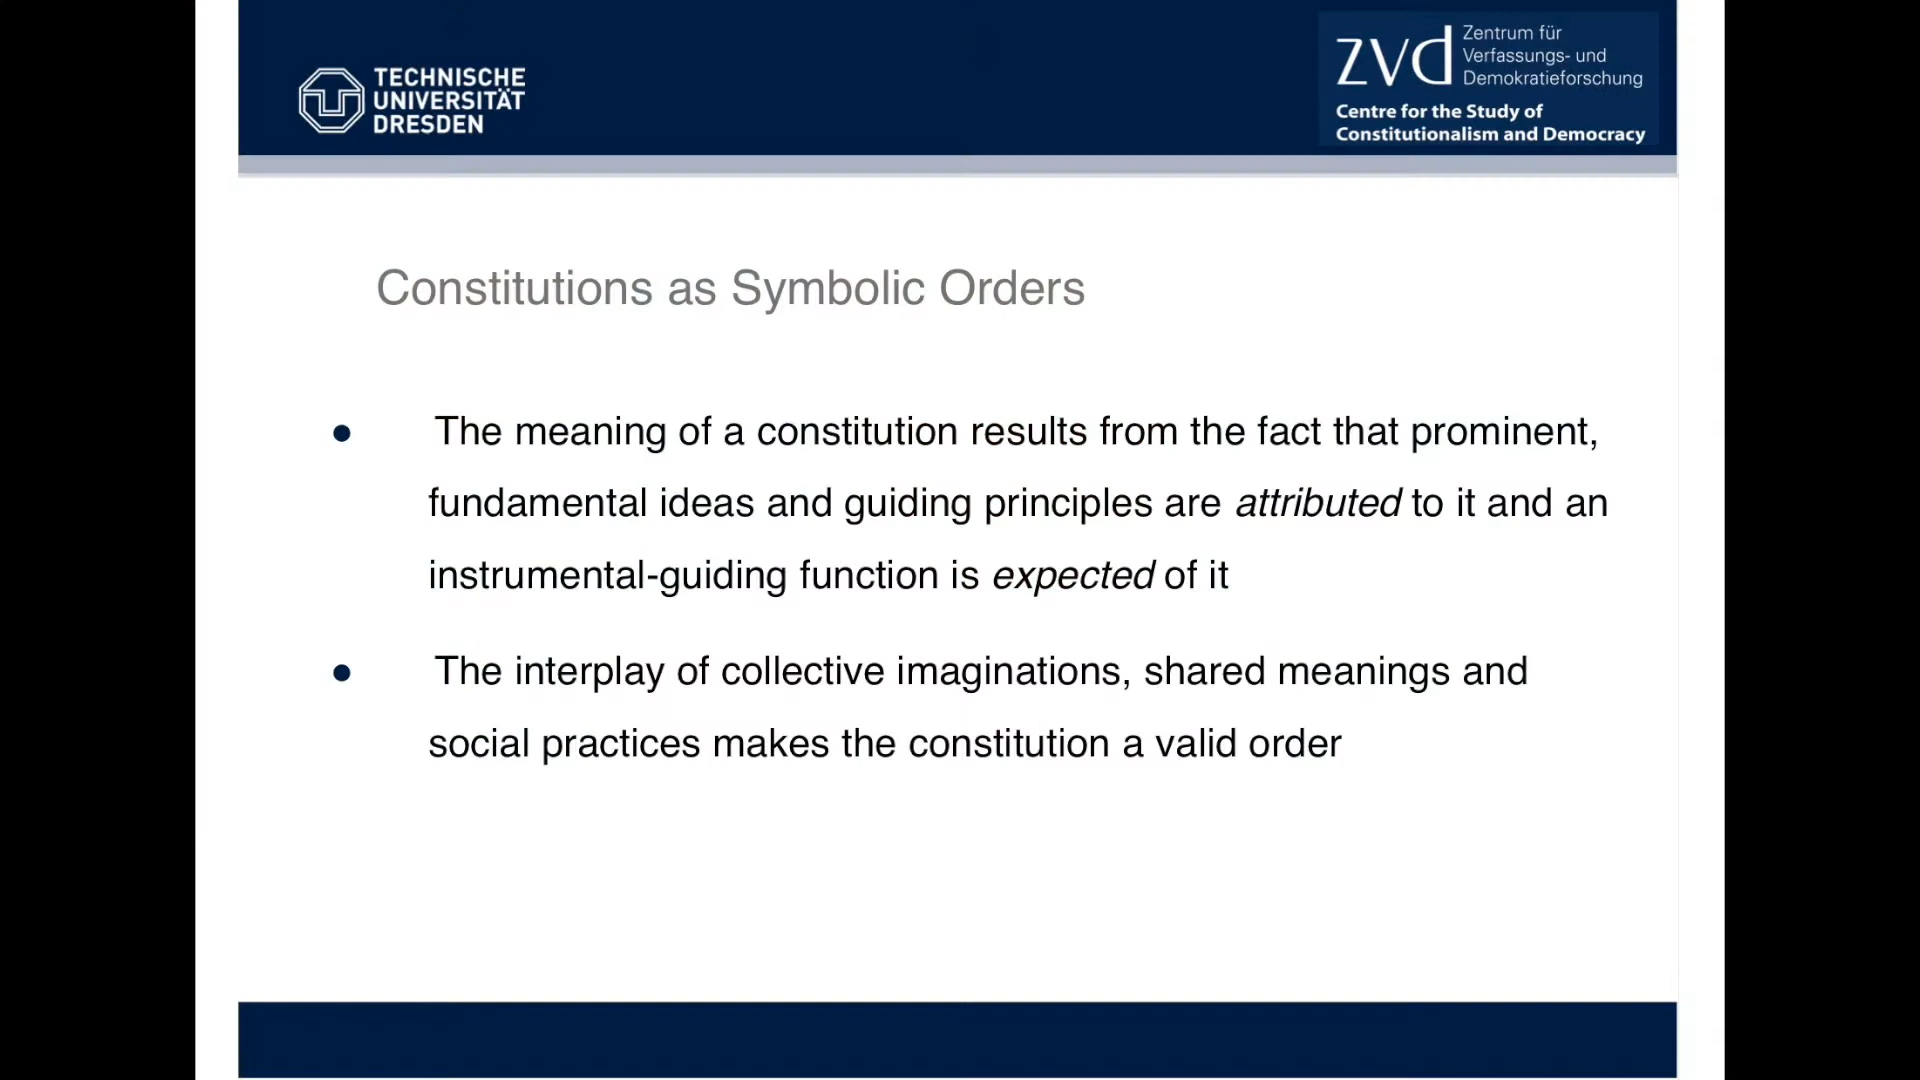 TECHNISCHE
UNIVERSITÄT
DRESDEN
zvd
Zentrum für
Verfassungs- und
Demokratieforschung
Centre for the Study of
Constitutionalism and Democracy
Constitutions as Symbolic Orders
● The meaning of a constitution results from the fact that prominent,
fundamental ideas and guiding principles are attributed to it and an
instrumental-guiding function is expected of it
● The interplay of collective imaginations, shared meanings and
social practices makes the constitution a valid order